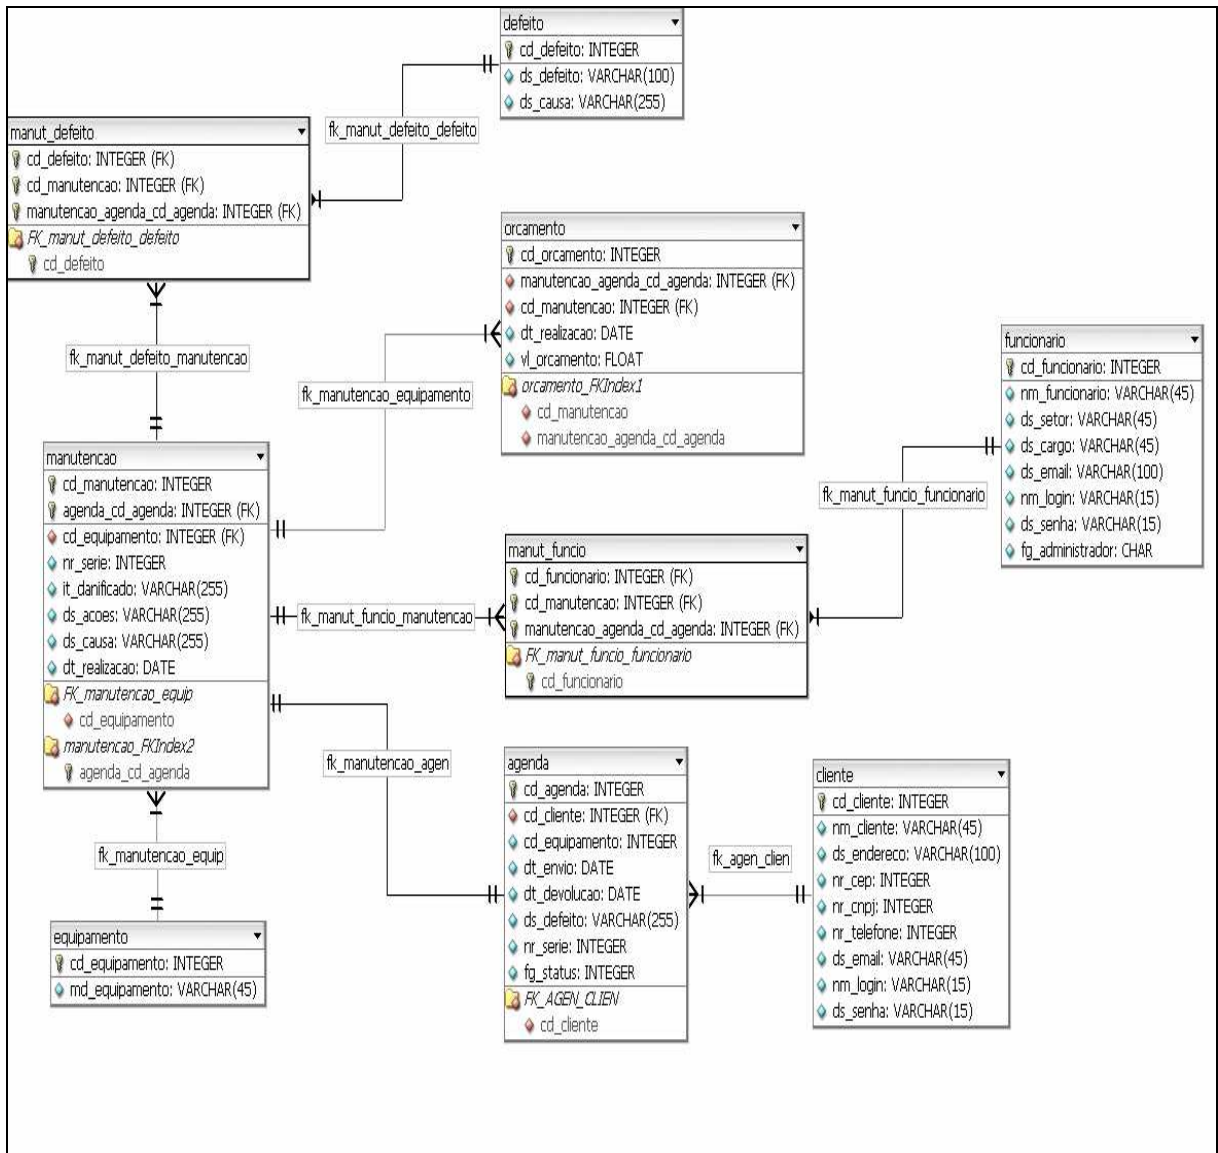 defeito
cd_defeito: INTEGER
ds_defeito: VARCHAR(100)
ds_causa: VARCHAR(255)
fk_manut_defeito_defeito
manut_defeito
cd_defeito: INTEGER (FK)
cd_manutencao: INTEGER (FK)
manutencao_agenda_cd_agenda: INTEGER (FK)
FK_manut_defeito_defeito
cd_defeito
orcamento
cd_orcamento: INTEGER
manutencao_agenda_cd_agenda: INTEGER (FK)
cd_manutencao: INTEGER (FK)
dt_realizacao: DATE
vl_orcamento: FLOAT
orcamento_FKIndex1
cd_manutencao
manutencao_agenda_cd_agenda
fk_manut_defeito_manutencao
fk_manutencao_equipamento
funcionario
cd_funcionario: INTEGER
nm_funcionario: VARCHAR(45)
ds_setor: VARCHAR(45)
ds_cargo: VARCHAR(45)
ds_email: VARCHAR(100)
nm_login: VARCHAR(15)
ds_senha: VARCHAR(15)
fg_administrador: CHAR
fk_manut_funcio_funcionario
manutencao
cd_manutencao: INTEGER
agenda_cd_agenda: INTEGER (FK)
cd_equipamento: INTEGER (FK)
nr_serie: INTEGER
it_danificado: VARCHAR(255)
ds_acoes: VARCHAR(255)
ds_causa: VARCHAR(255)
dt_realizacao: DATE
FK_manutencao_equip
cd_equipamento
manutencao_FKIndex2
agenda_cd_agenda
fk_manut_funcio_manutencao
manut_funcio
cd_funcionario: INTEGER (FK)
cd_manutencao: INTEGER (FK)
manutencao_agenda_cd_agenda: INTEGER (FK)
FK_manut_funcio_funcionario
cd_funcionario
fk_manutencao_agen
agenda
cd_agenda: INTEGER
cd_cliente: INTEGER (FK)
cd_equipamento: INTEGER
dt_envio: DATE
dt_devolucao: DATE
ds_defeito: VARCHAR(255)
nr_serie: INTEGER
fg_status: INTEGER
FK_AGEN_CLIEN
cd_cliente
fk_agen_clien
cliente
cd_cliente: INTEGER
nm_cliente: VARCHAR(45)
ds_endereco: VARCHAR(100)
nr_cep: INTEGER
nr_cnpj: INTEGER
nr_telefone: INTEGER
ds_email: VARCHAR(45)
nm_login: VARCHAR(15)
ds_senha: VARCHAR(15)
fk_manutencao_equip
equipamento
cd_equipamento: INTEGER
md_equipamento: VARCHAR(45)